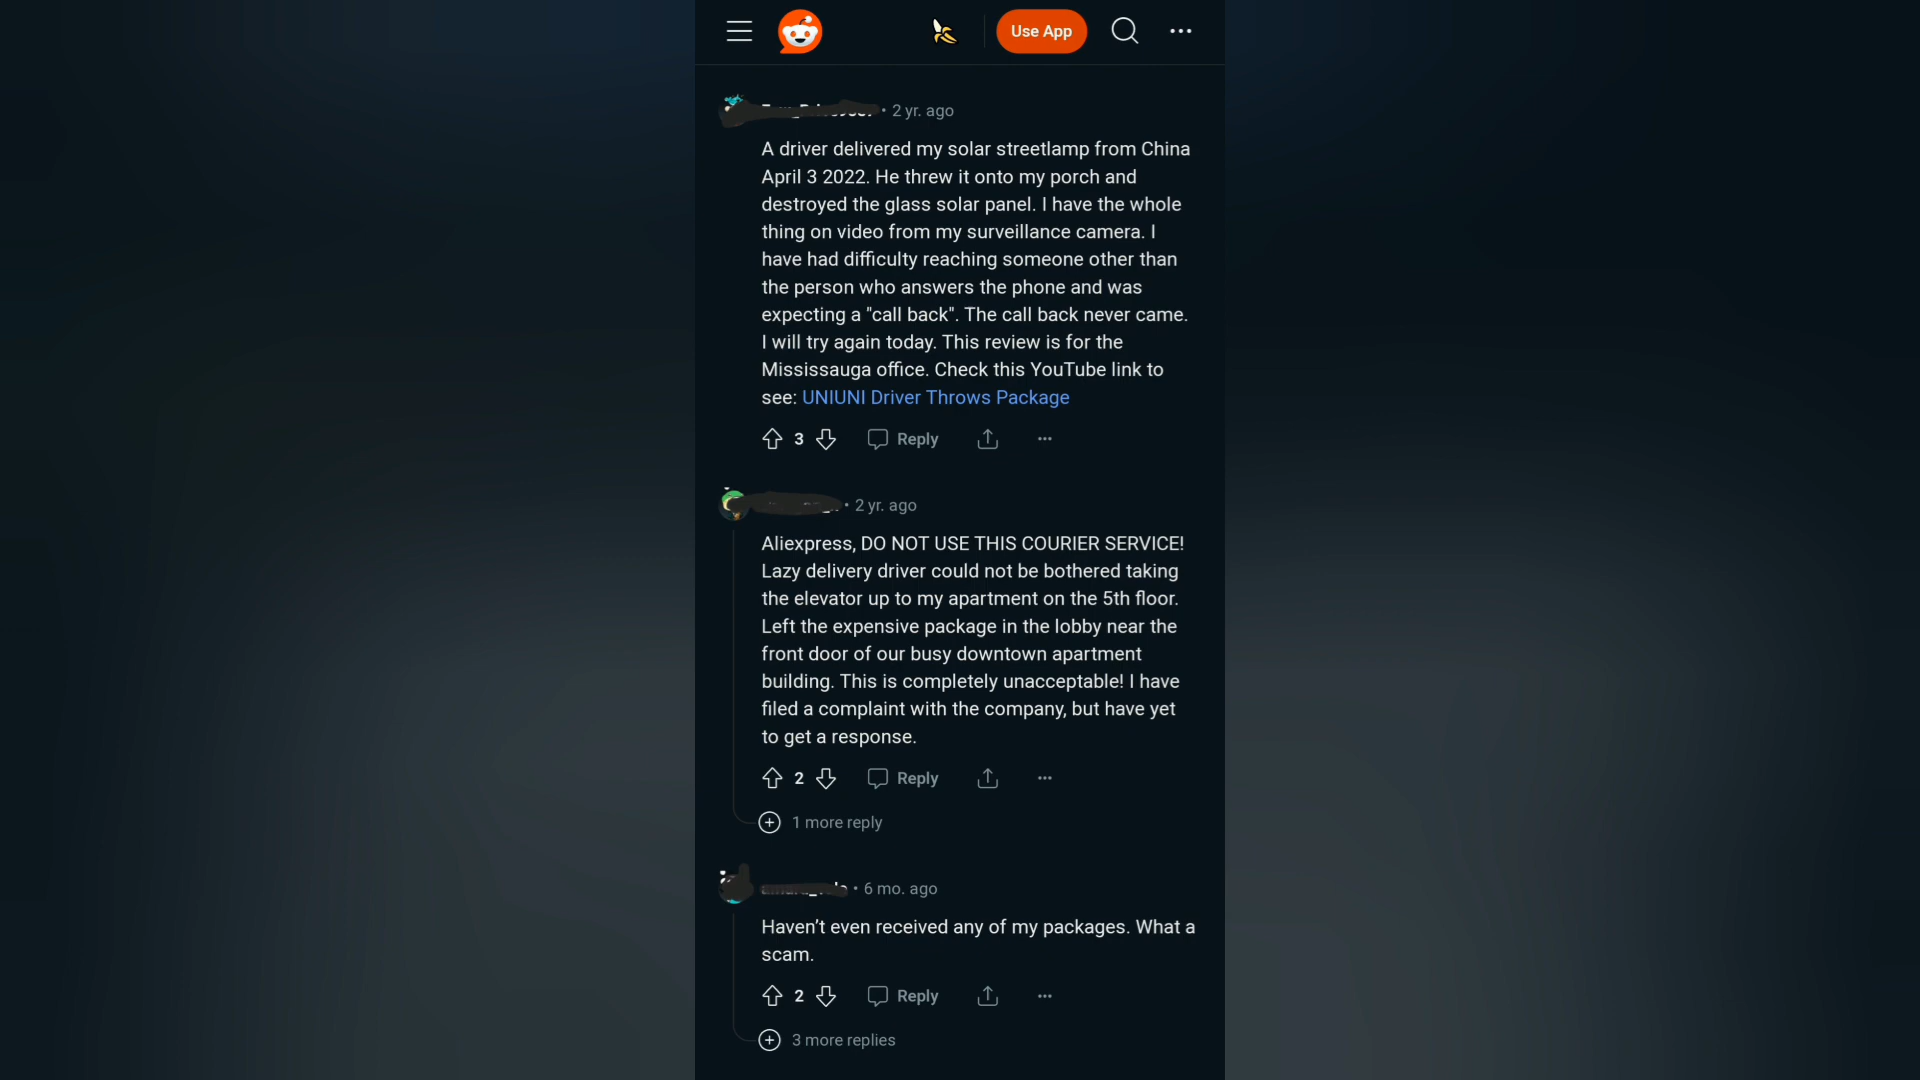 Use App
• 2 yr. ago
A driver delivered my solar streetlamp from China
April 3 2022. He threw it onto my porch and
destroyed the glass solar panel. I have the whole
thing on video from my surveillance camera. I
have had difficulty reaching someone other than
the person who answers the phone and was
expecting a "call back". The call back never came.
I will try again today. This review is for the
Mississauga office. Check this YouTube link to
see: UNIUNI Driver Throws Package
3 Reply
• 2 yr. ago
Aliexpress, DO NOT USE THIS COURIER SERVICE!
Lazy delivery driver could not be bothered taking
the elevator up to my apartment on the 5th floor.
Left the expensive package in the lobby near the
front door of our busy downtown apartment
building. This is completely unacceptable! I have
filed a complaint with the company, but have yet
to get a response.
2 Reply
1 more reply
• 6 mo. ago
Haven’t even received any of my packages. What a
scam.
2 Reply
3 more replies